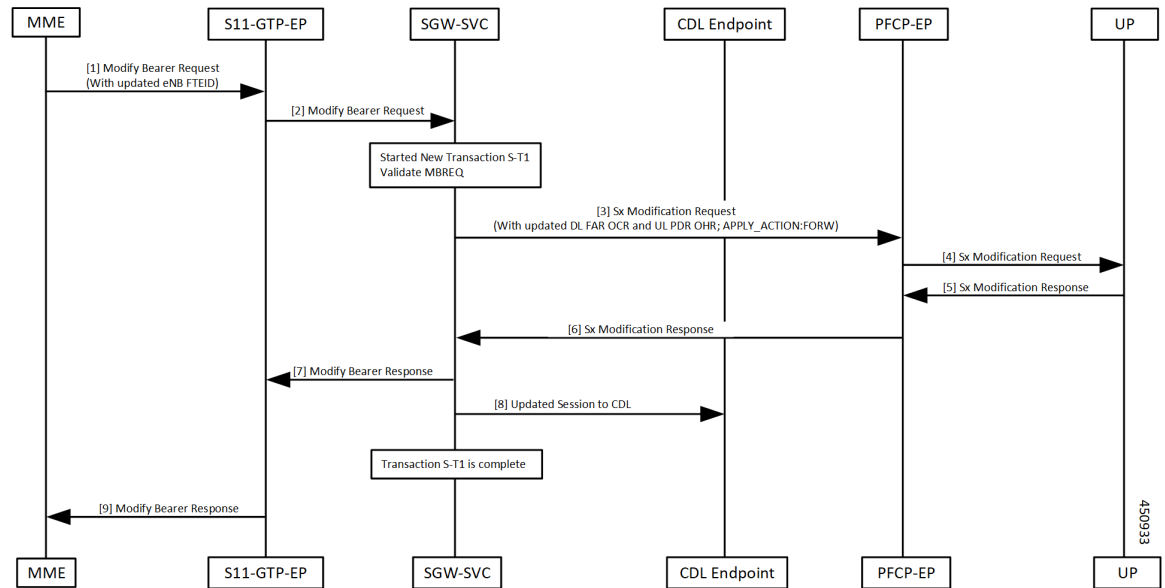 MME
S11-GTP-EP
SGW-SVC
CDL Endpoint
PFCP-EP
UP
[1] Modify Bearer Request
(With updated eNB FTEID)
[2] Modify Bearer Request
Started New Transaction S-T1
Validate MBREQ
[3] Sx Modification Request
(With updated DL FAR OCR and UL PDR OHR; APPLY_ACTION:FORW)
[4] Sx Modification Request
[5] Sx Modification Response
[6] Sx Modification Response
[7] Modify Bearer Response
[8] Updated Session to CDL
Transaction S-T1 is complete
[9] Modify Bearer Response
450933
MME
S11-GTP-EP
SGW-SVC
CDL Endpoint
PFCP-EP
UP